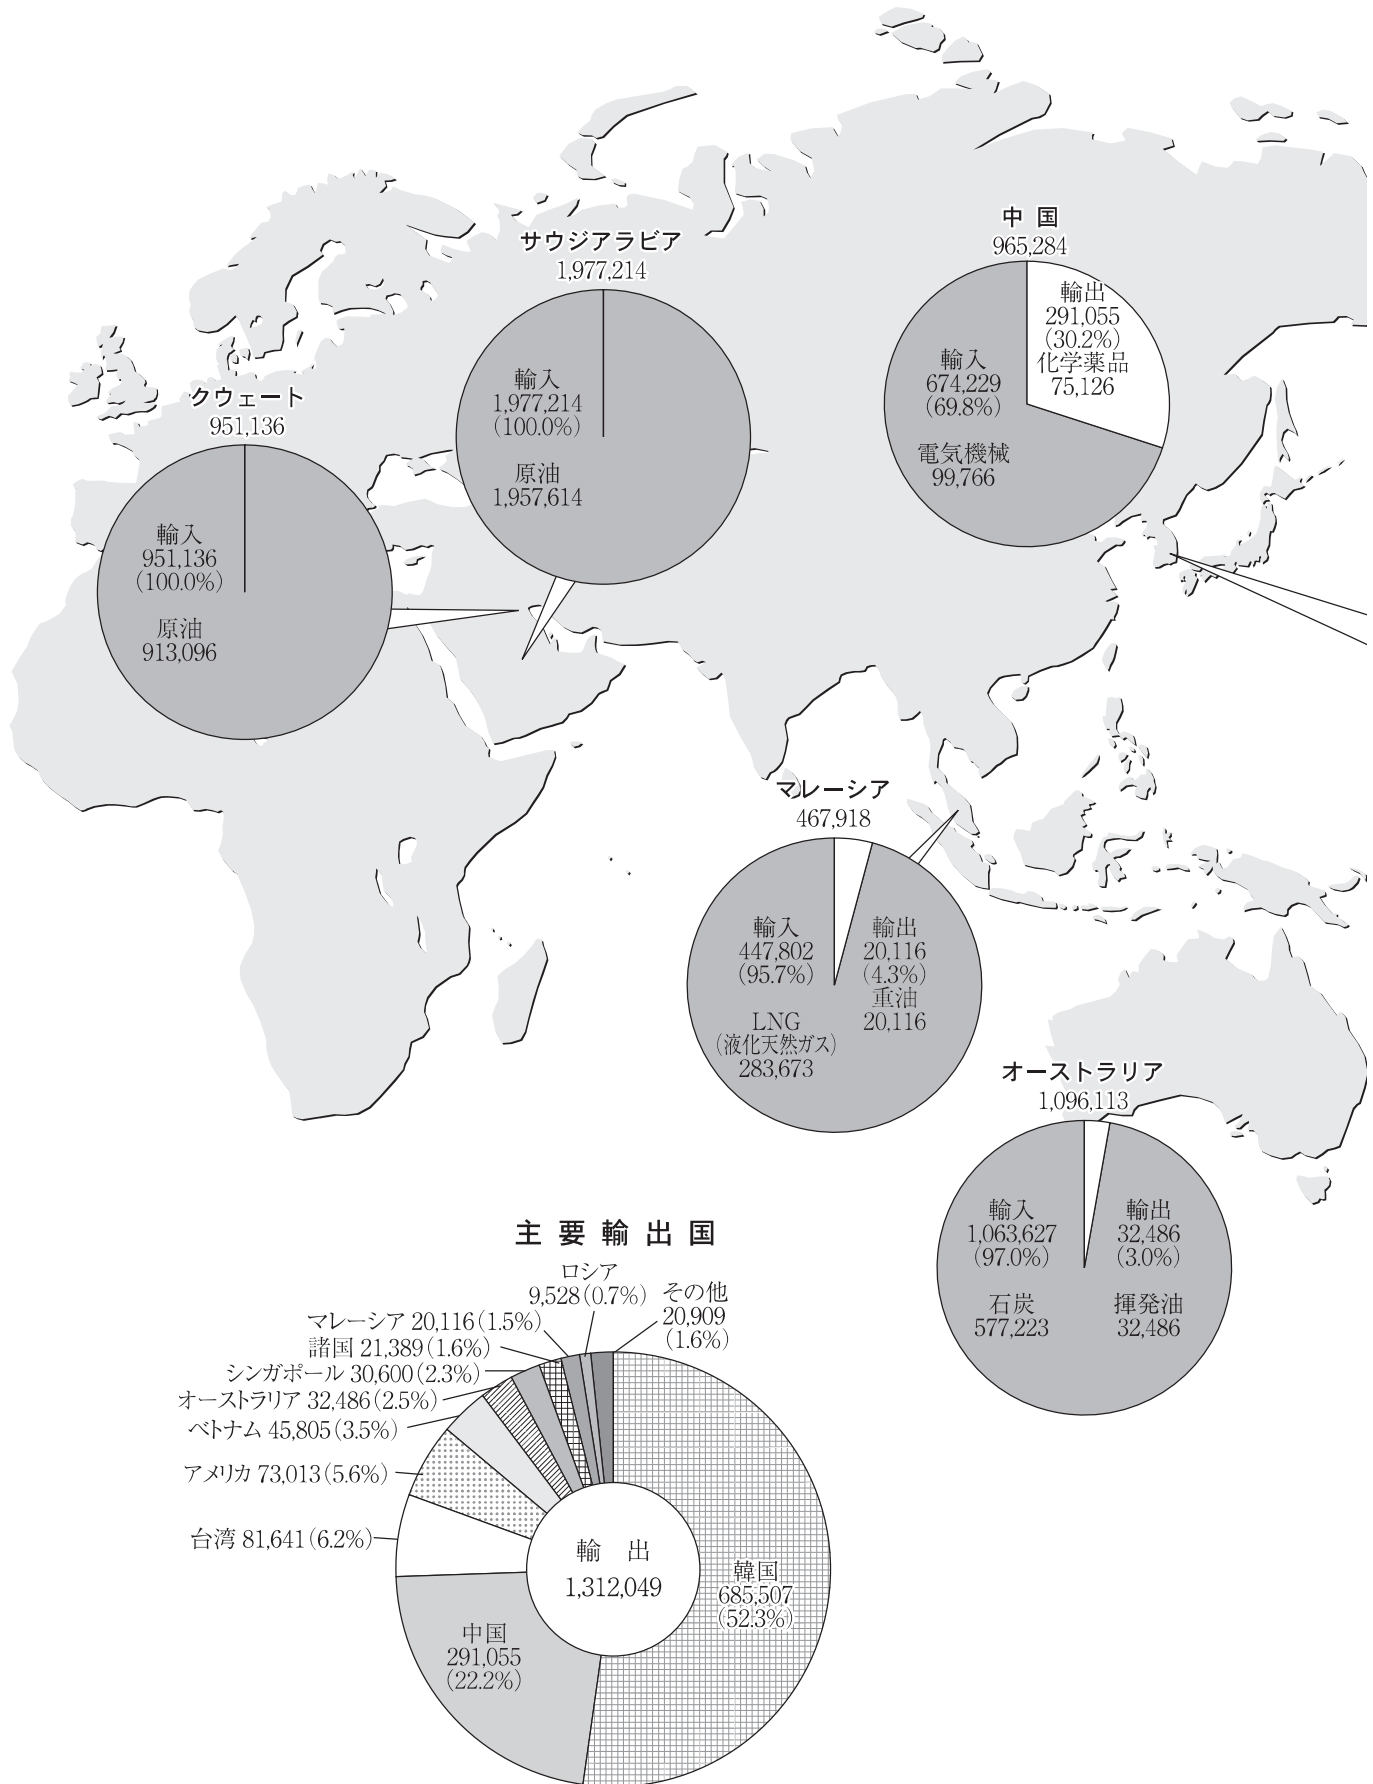 中国
965,284
輸出
291,055
(30.2%)
化学薬品
75,126
輸入
674,229
(69.8%)
電気機械
99,766
サウジアラビア
1,977,214
輸入
1,977,214
(100.0%)
原油
1,957,614
クウェート
951,136
輸入
951,136
(100.0%)
原油
913,096
マレーシア
467,918
輸入
447,802
(95.7%)
LNG
(液化天然ガス)
283,673
輸出
20,116
(4.3%)
重油
20,116
オーストラリア
1,096,113
輸入
1,063,627
(97.0%)
石炭
577,223
輸出
32,486
(3.0%)
揮発油
32,486
主要輸出国
ロシア
9,528(0.7%)
その他
20,909
(1.6%)
マレーシア 20,116(1.5%)
諸国 21,389(1.6%)
シンガポール 30,600(2.3%)
オーストラリア 32,486(2.5%)
ベトナム 45,805(3.5%)
アメリカ 73,013(5.6%)
台湾 81,641(6.2%)
輸出
1,312,049
韓国
685,507
(52.3%)
中国
291,055
(22.2%)